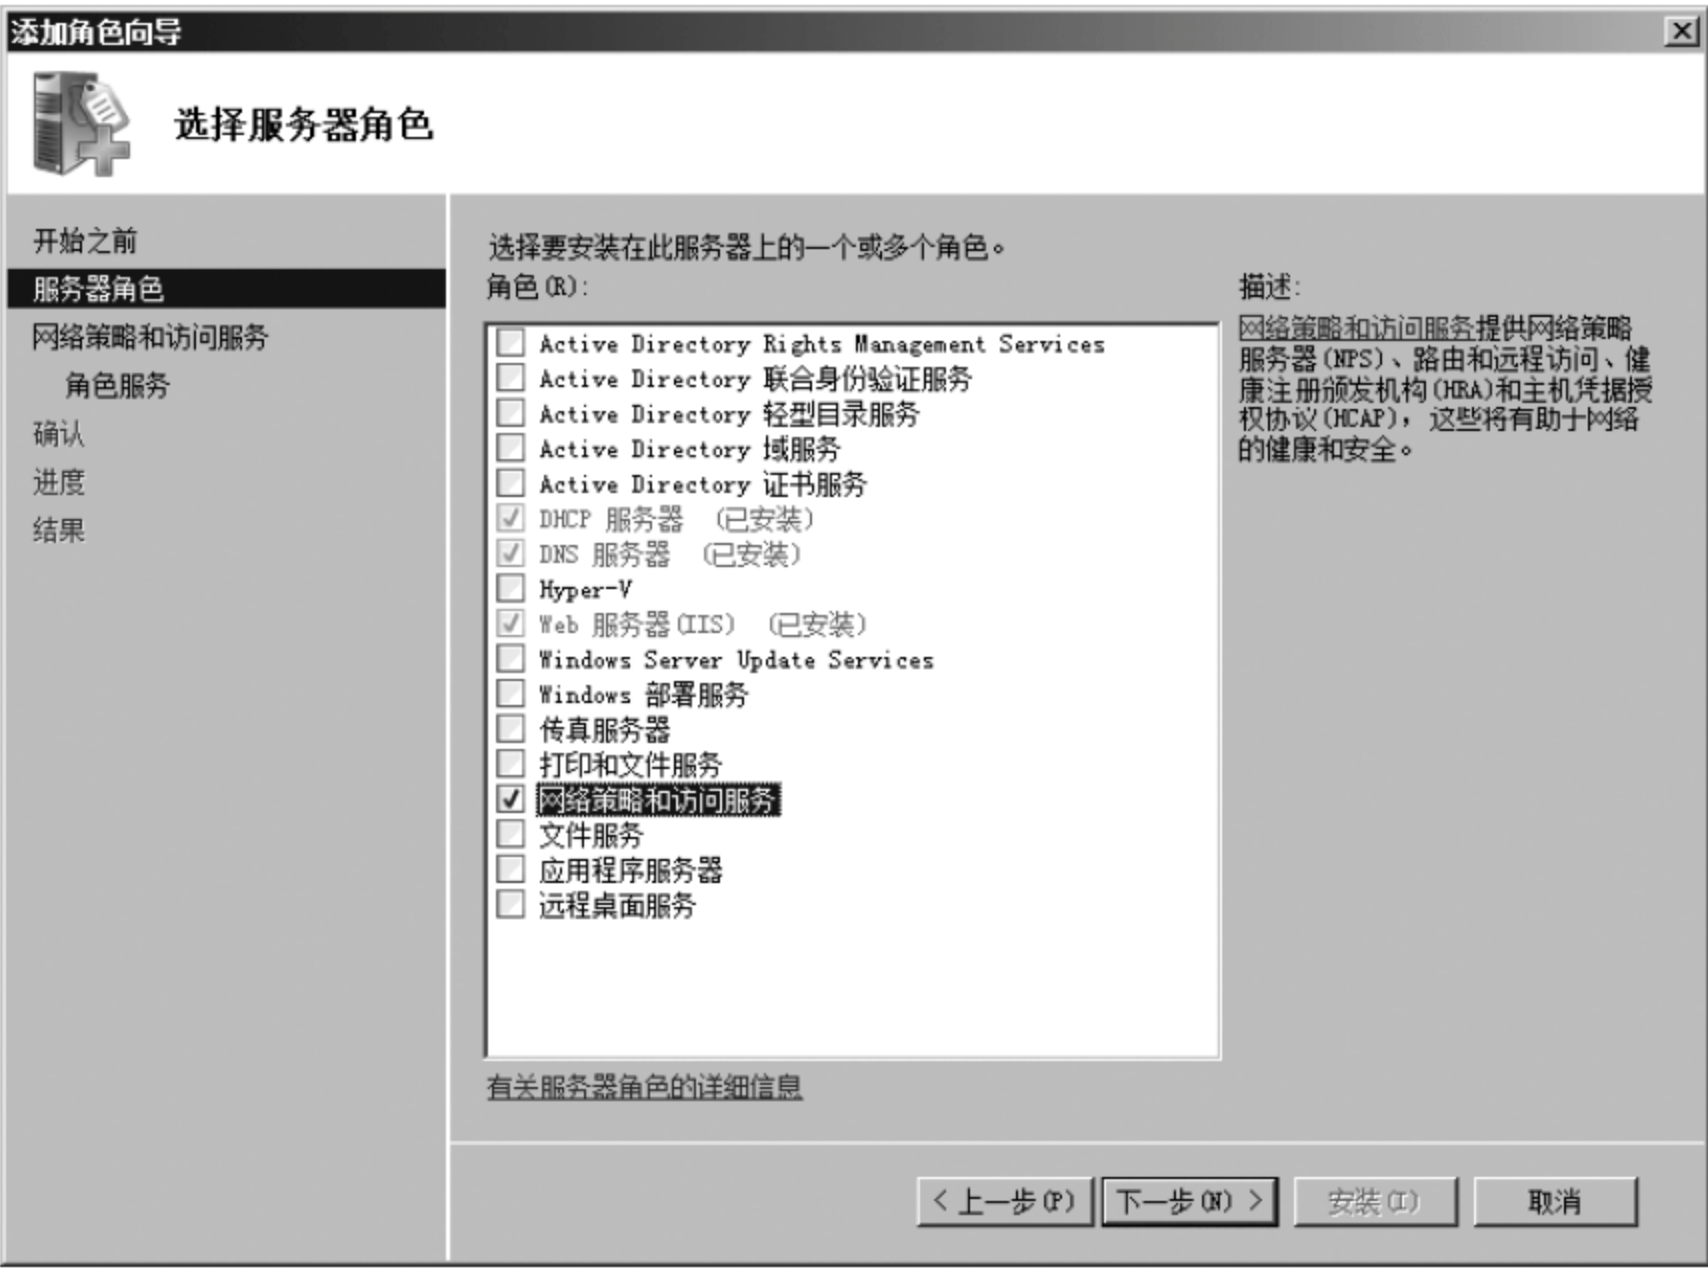 添加角色向导
选择服务器角色
开始之前
服务器角色
网络策略和访问服务
角色服务
确认
进度
结果
选择要安装在此服务器上的一个或多个角色。
角色(R):
Active Directory Rights Management Services
Active Directory 联合身份验证服务
Active Directory 轻型目录服务
Active Directory 域服务
Active Directory 证书服务
DHCP 服务器 (已安装)
DNS 服务器 (已安装)
Hyper-V
Web 服务器(IIS) (已安装)
Windows Server Update Services
Windows 部署服务
传真服务器
打印和文件服务
网络策略和访问服务
文件服务
应用程序服务器
远程桌面服务
有关服务器角色的详细信息
描述:
网络策略和访问服务提供网络策略
服务器(NPS)、路由和远程访问、健
康注册颁发机构(HRA)和主机凭据授
权协议(HCAP)，这些将有助于网络
的健康和安全。
< 上一步(P)
下一步(N) >
安装(I)
取消